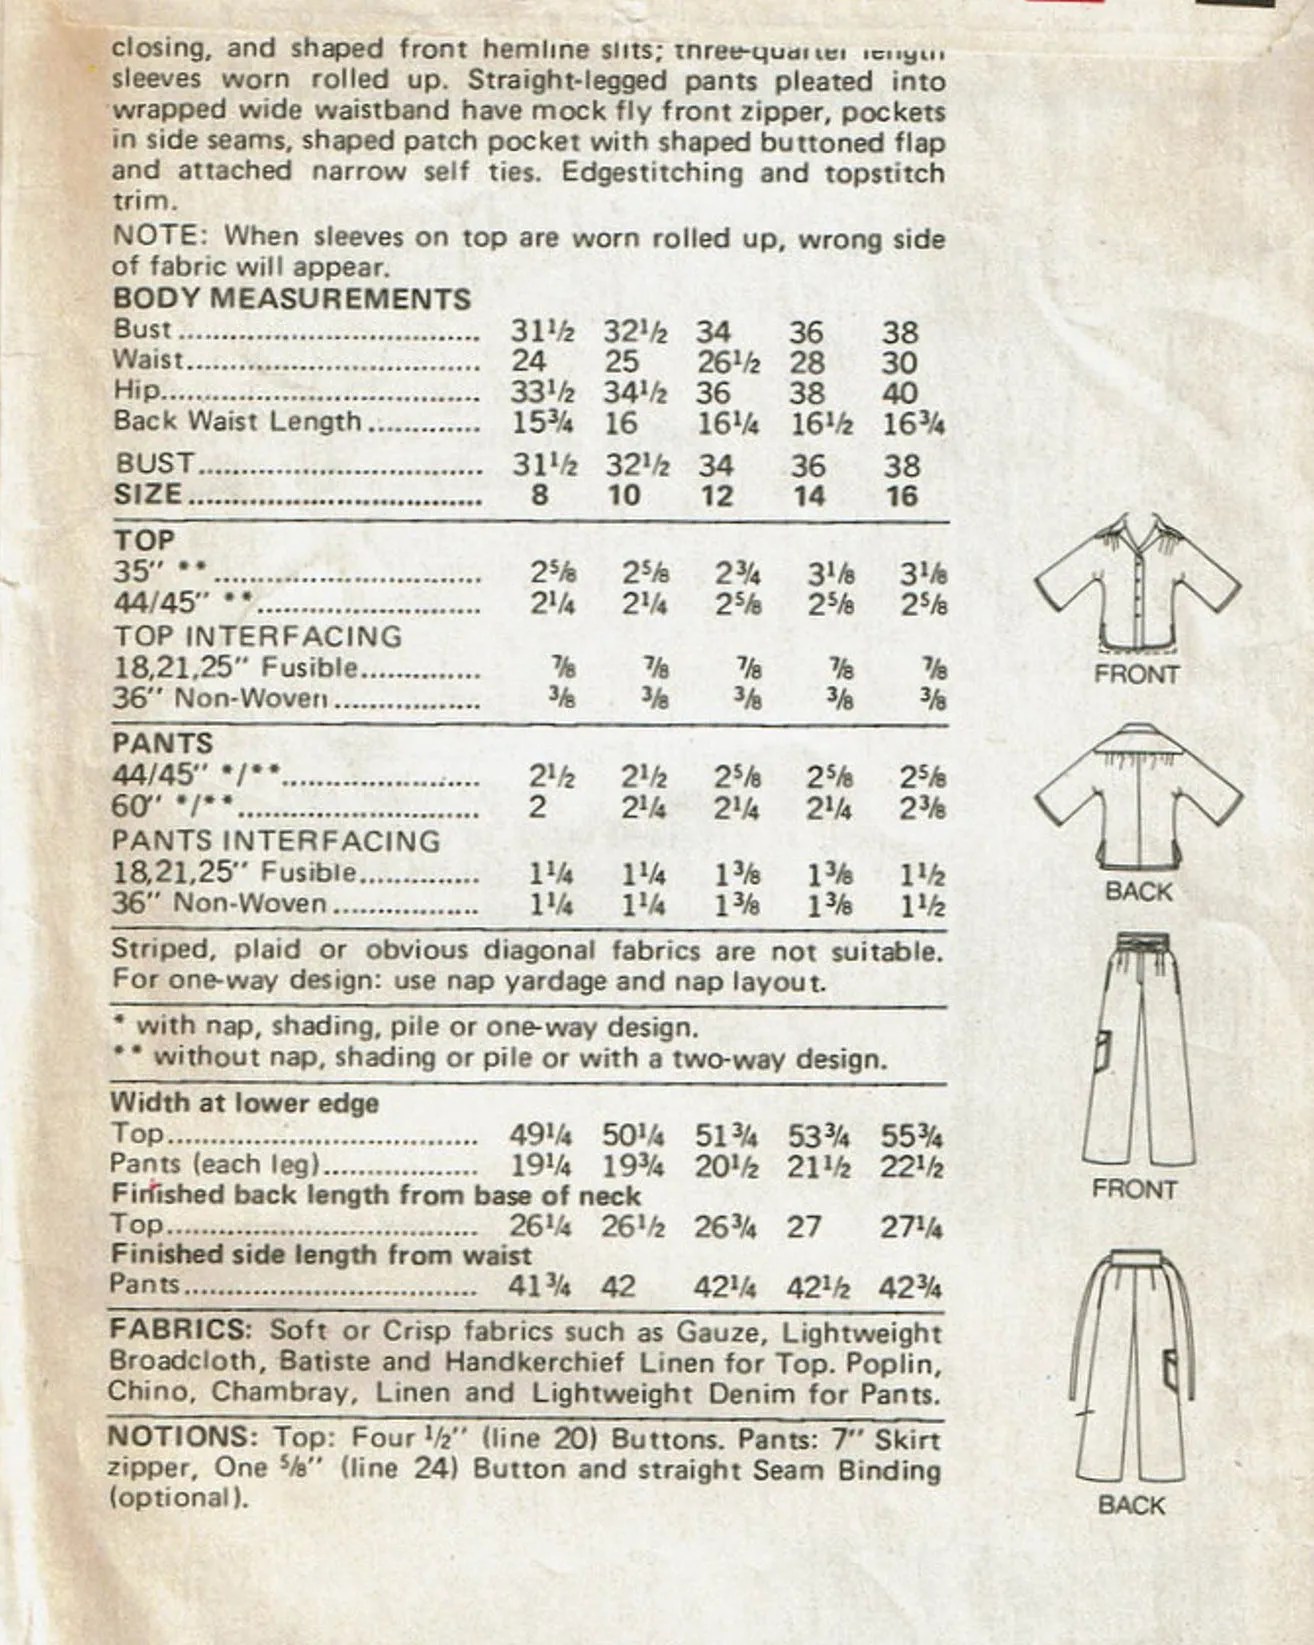 closing, and shaped front hemline slits; three-quarter length
sleeves worn rolled up. Straight-legged pants pleated into
wrapped wide waistband have mock fly front zipper, pockets
in side seams, shaped patch pocket with shaped buttoned flap
and attached narrow self ties. Edgestitching and topstitch
trim.
NOTE: When sleeves on top are worn rolled up, wrong side
of fabric will appear.
BODY MEASUREMENTS
Bust .................................. 31½ 32½ 34 36 38
Waist.................................. 24 25 26½ 28 30
Hip..................................... 33½ 34½ 36 38 40
Back Waist Length ............. 15¾ 16 16¼ 16½ 16¾
BUST................................. 31½ 32½ 34 36 38
SIZE.................................. 8 10 12 14 16
TOP
35" **............................... 2⅝ 2⅝ 2¾ 3⅛ 3⅛
44/45" **.......................... 2¼ 2¼ 2⅝ 2⅝ 2⅝
TOP INTERFACING
18,21,25" Fusible.............. ⅞ ⅞ ⅞ ⅞ ⅞
36" Non-Woven ................. ⅜ ⅜ ⅜ ⅜ ⅜
PANTS
44/45" */**....................... 2½ 2½ 2⅝ 2⅝ 2⅝
60" */**............................ 2 2¼ 2¼ 2¼ 2⅜
PANTS INTERFACING
18,21,25" Fusible.............. 1¼ 1¼ 1⅜ 1⅜ 1½
36" Non-Woven ................. 1¼ 1¼ 1⅜ 1⅜ 1½
Striped, plaid or obvious diagonal fabrics are not suitable.
For one-way design: use nap yardage and nap layout.
* with nap, shading, pile or one-way design.
** without nap, shading or pile or with a two-way design.
Width at lower edge
Top.................................... 49¼ 50¼ 51¾ 53¾ 55¾
Pants (each leg).................. 19¼ 19¾ 20½ 21½ 22½
Finished back length from base of neck
Top.................................... 26¼ 26½ 26¾ 27 27¼
Finished side length from waist
Pants.................................. 41¾ 42 42¼ 42½ 42¾
FABRICS: Soft or Crisp fabrics such as Gauze, Lightweight
Broadcloth, Batiste and Handkerchief Linen for Top. Poplin,
Chino, Chambray, Linen and Lightweight Denim for Pants.
NOTIONS: Top: Four ½" (line 20) Buttons. Pants: 7" Skirt
zipper, One ⅝" (line 24) Button and straight Seam Binding
(optional).
FRONT
BACK
FRONT
BACK